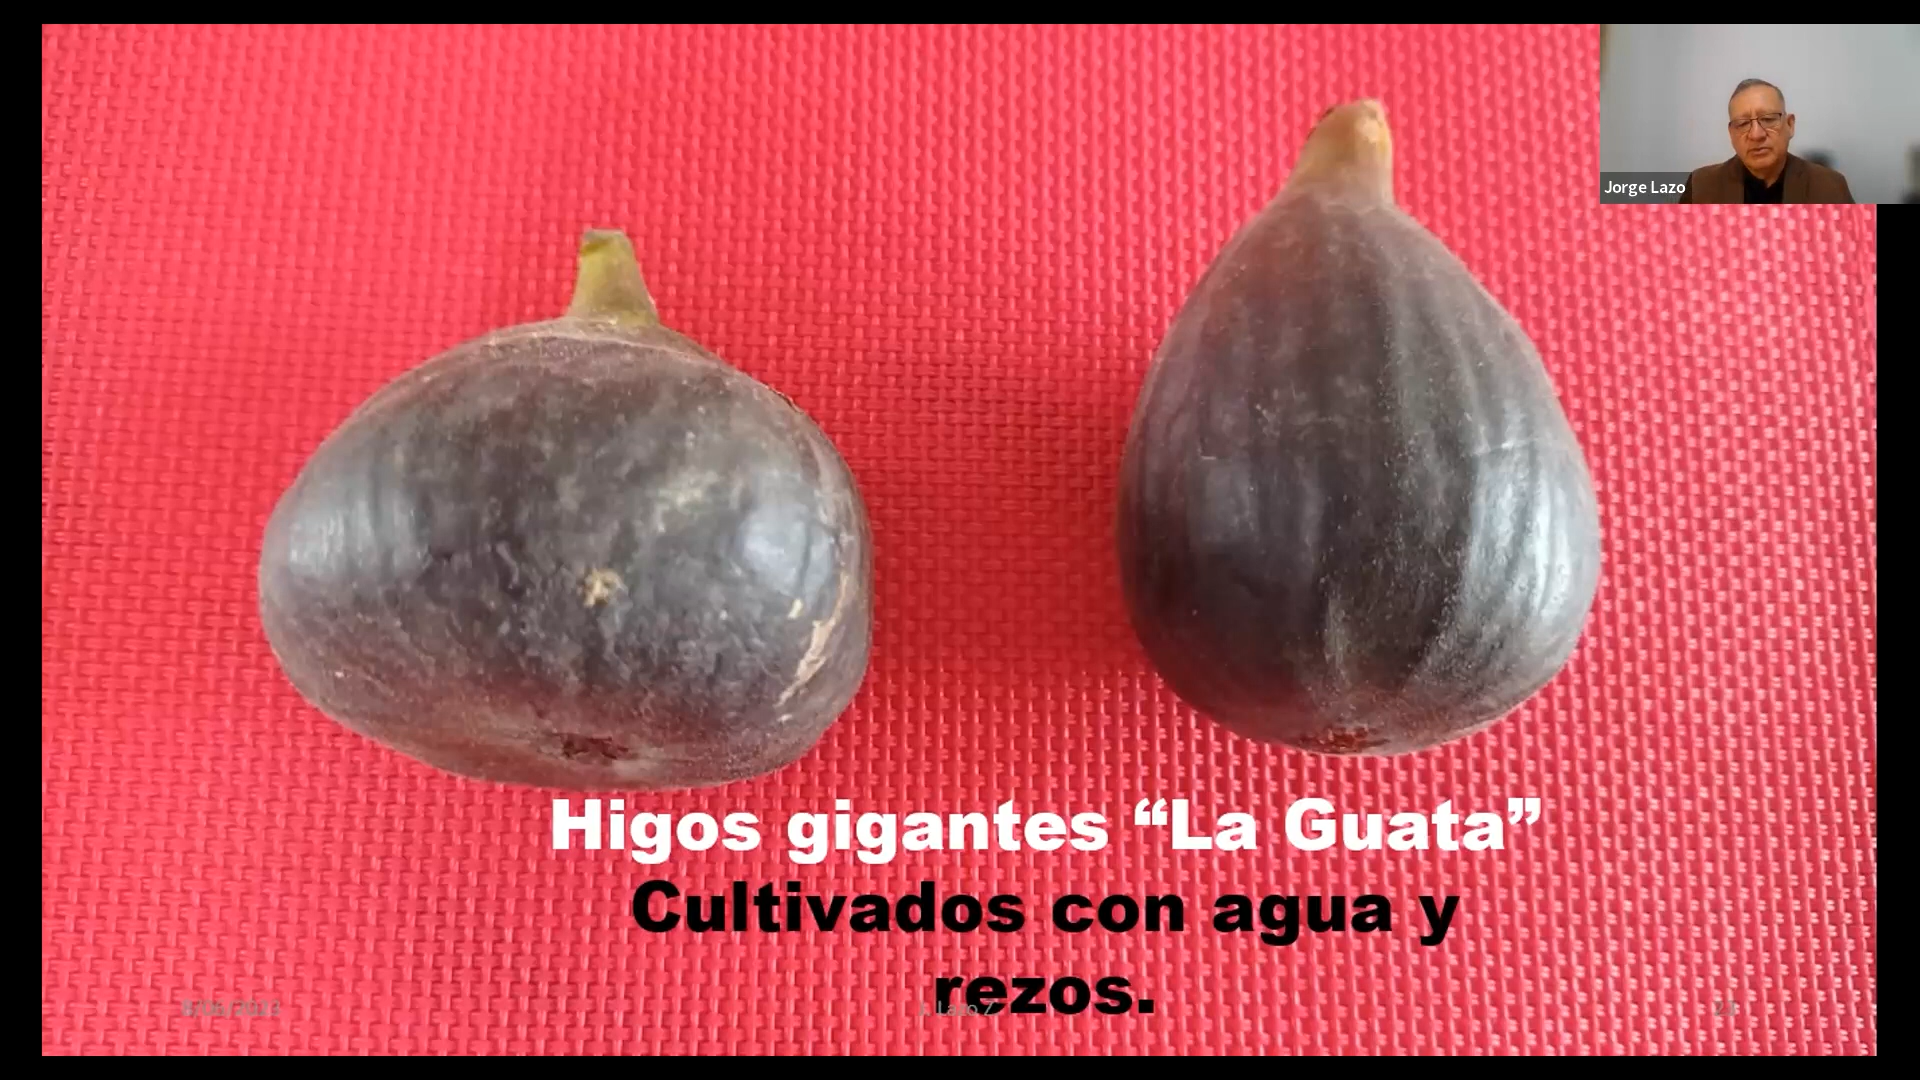 Jorge Lazo
Higos gigantes “La Guata”
Cultivados con agua y
rezos.